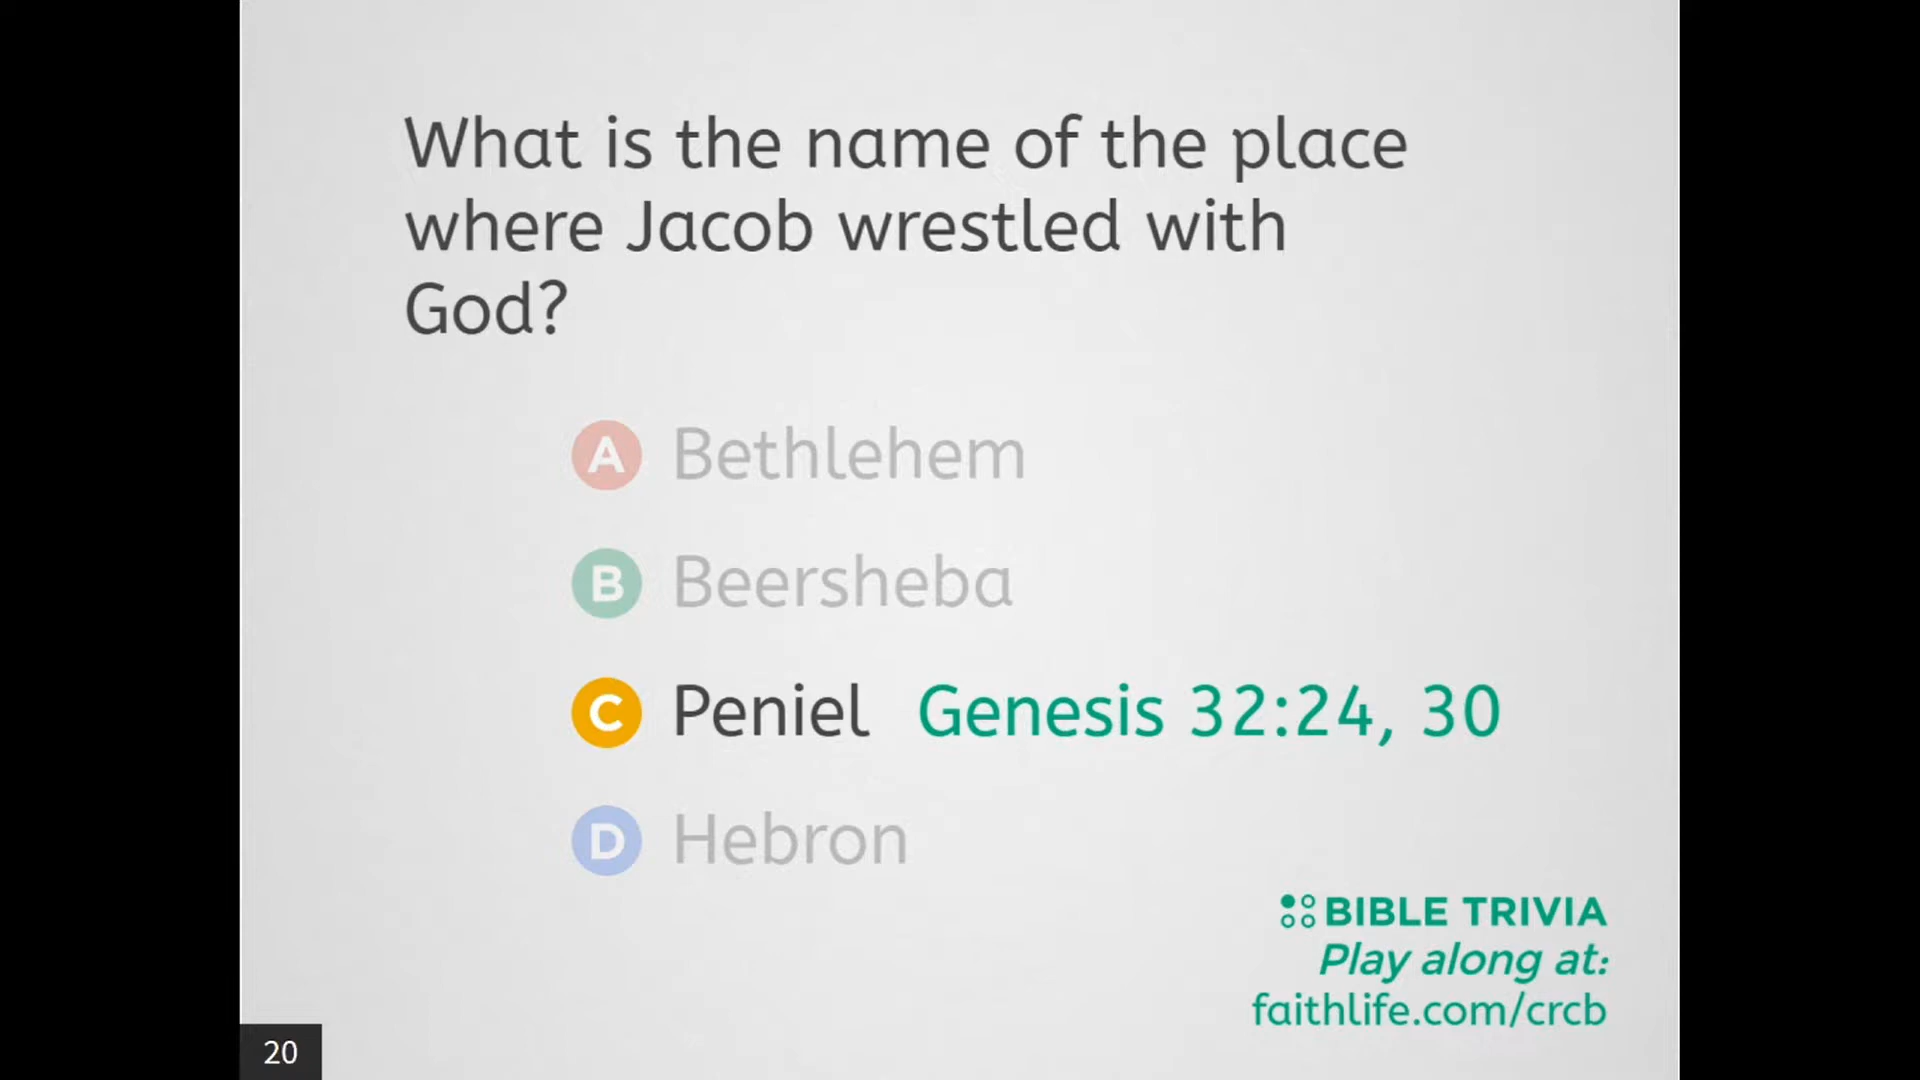 What is the name of the place
where Jacob wrestled with
God?
A Bethlehem
B Beersheba
C Peniel Genesis 32:24, 30
D Hebron
BIBLE TRIVIA
Play along at:
faithlife.com/crcb
20